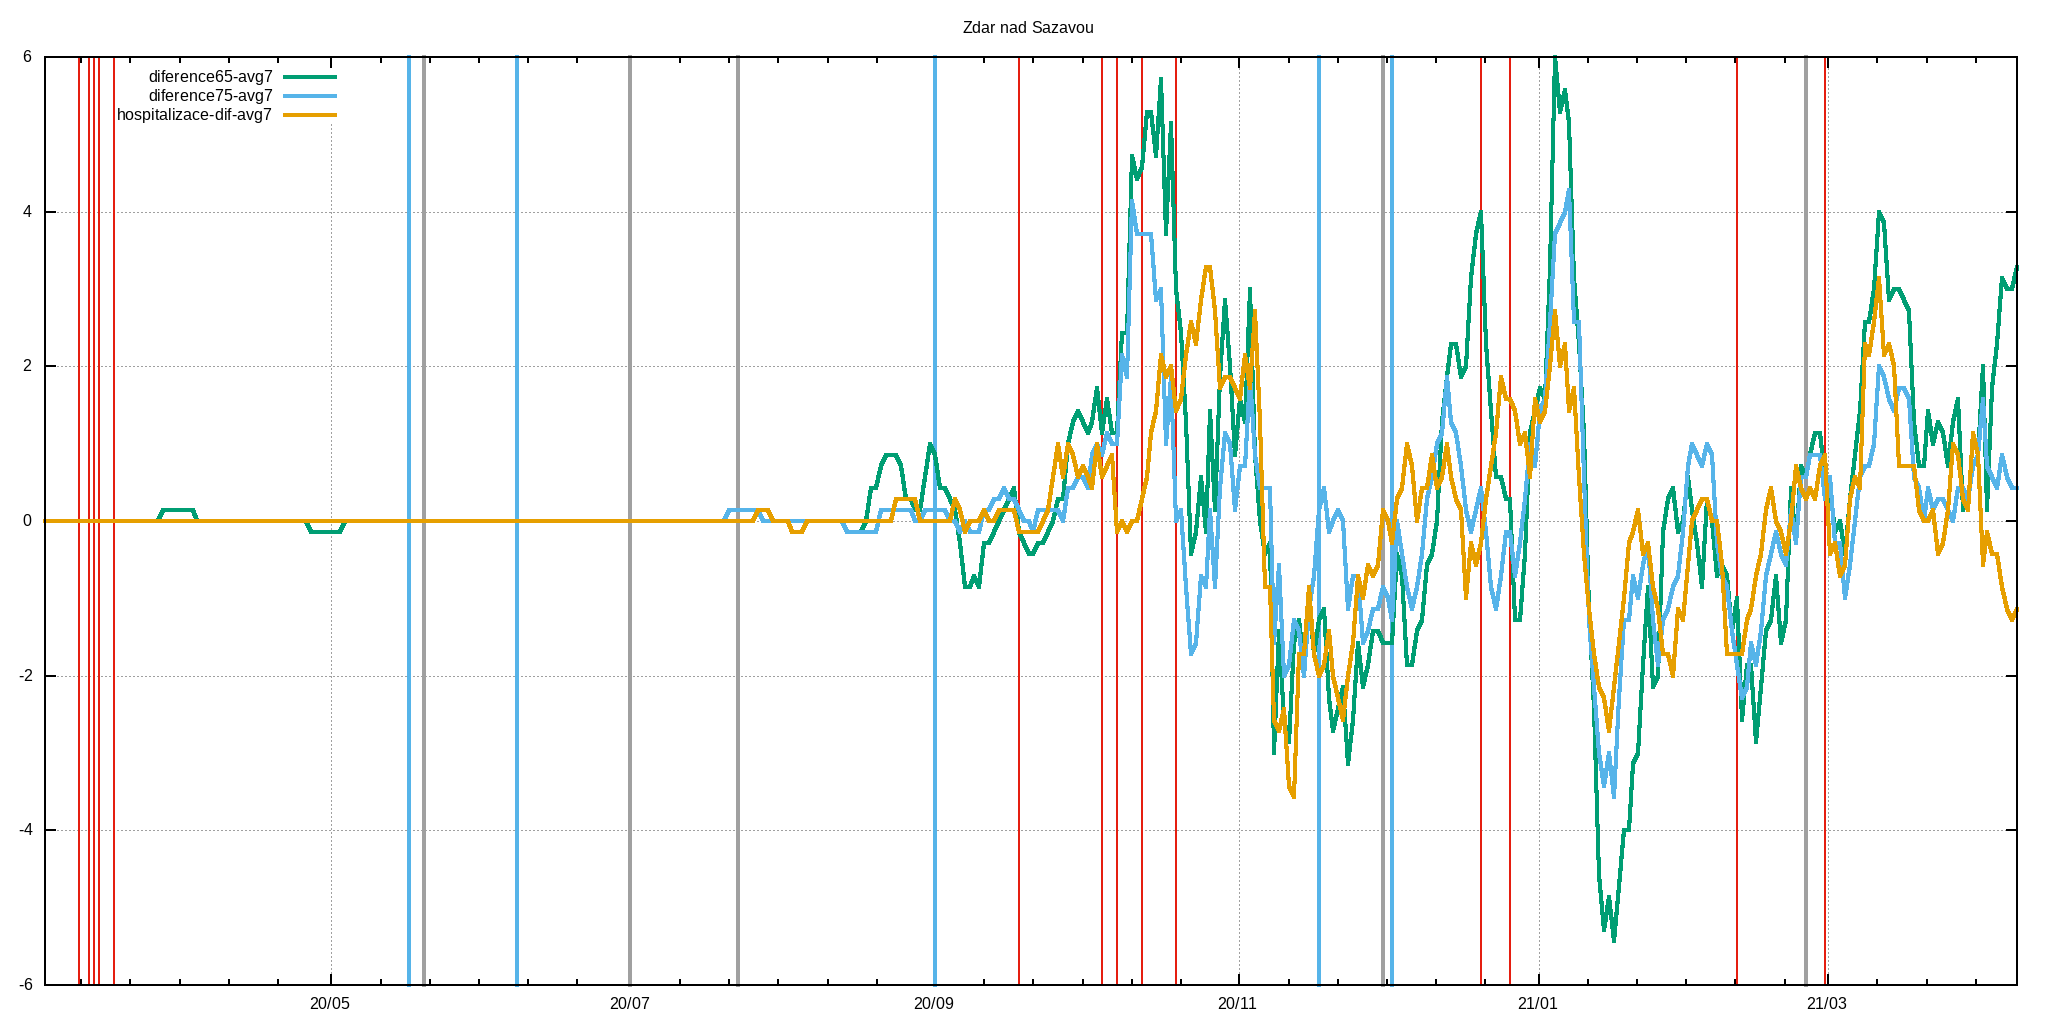 Zdar nad Sazavou
6
4
2
0
-2
-4
-6
diference65-avg7
diference75-avg7
hospitalizace-dif-avg7
20/05 20/07 20/09 20/11 21/01 21/03